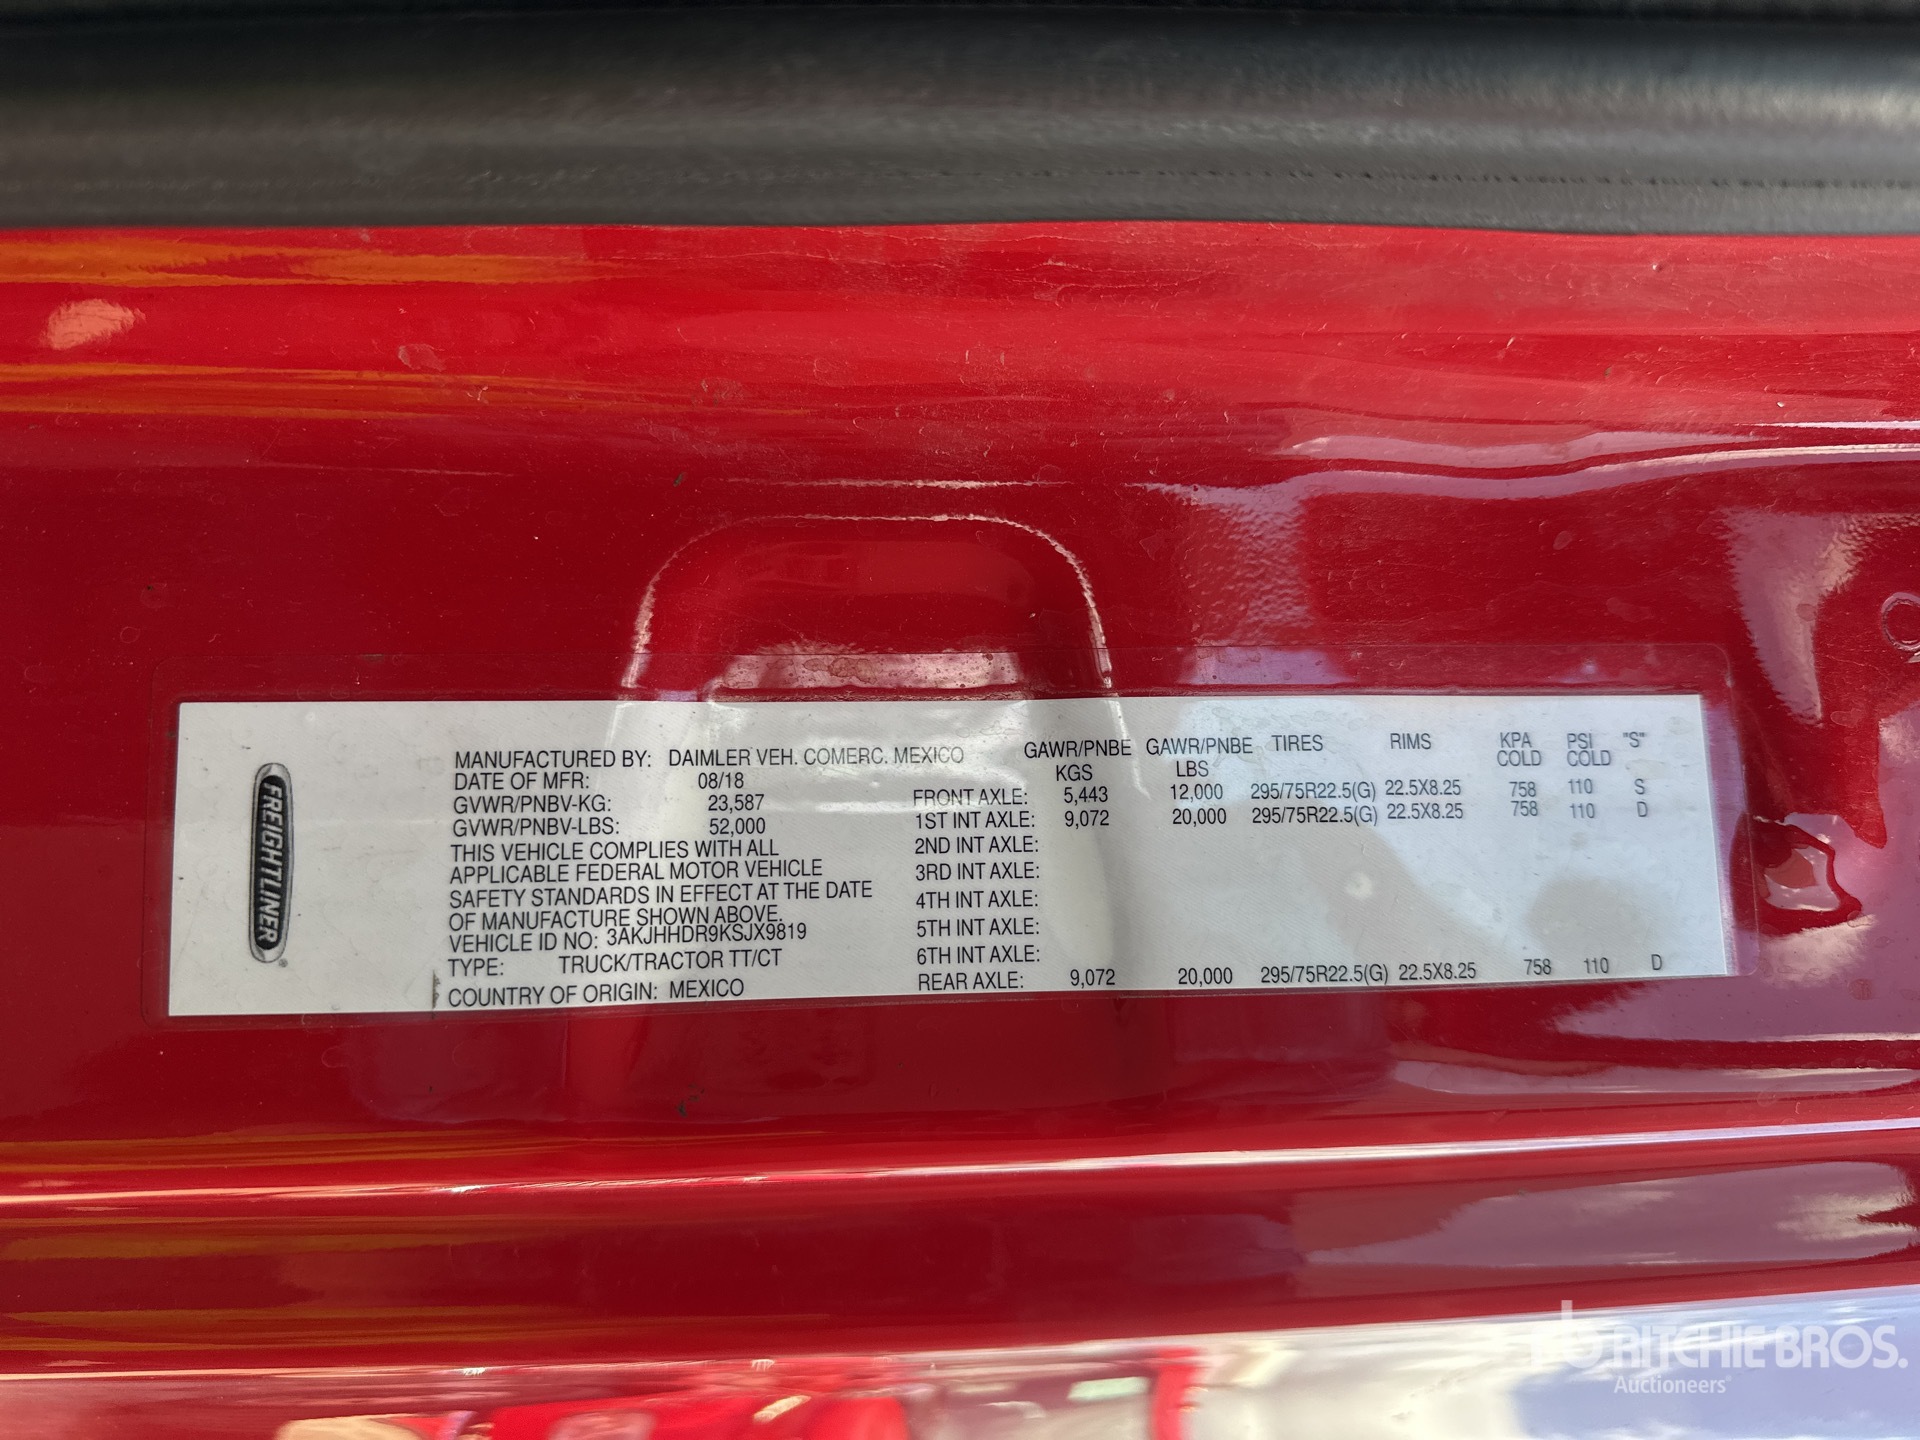 FREIGHTLINER®
MANUFACTURED BY: DAIMLER VEH. COMERC. MEXICO
DATE OF MFR: 08/18
GVWR/PNBV-KG: 23,587
GVWR/PNBV-LBS: 52,000
THIS VEHICLE COMPLIES WITH ALL
APPLICABLE FEDERAL MOTOR VEHICLE
SAFETY STANDARDS IN EFFECT AT THE DATE
OF MANUFACTURE SHOWN ABOVE.
VEHICLE ID NO: 3AKJHHDR9KSJX9819
TYPE: TRUCK/TRACTOR TT/CT
COUNTRY OF ORIGIN: MEXICO
GAWR/PNBE GAWR/PNBE TIRES RIMS KPA PSI "S"
KGS LBS COLD COLD
FRONT AXLE: 5,443 12,000 295/75R22.5(G) 22.5X8.25 758 110 S
1ST INT AXLE: 9,072 20,000 295/75R22.5(G) 22.5X8.25 758 110 D
2ND INT AXLE:
3RD INT AXLE:
4TH INT AXLE:
5TH INT AXLE:
6TH INT AXLE:
REAR AXLE: 9,072 20,000 295/75R22.5(G) 22.5X8.25 758 110 D
rb RITCHIE BROS.
Auctioneers